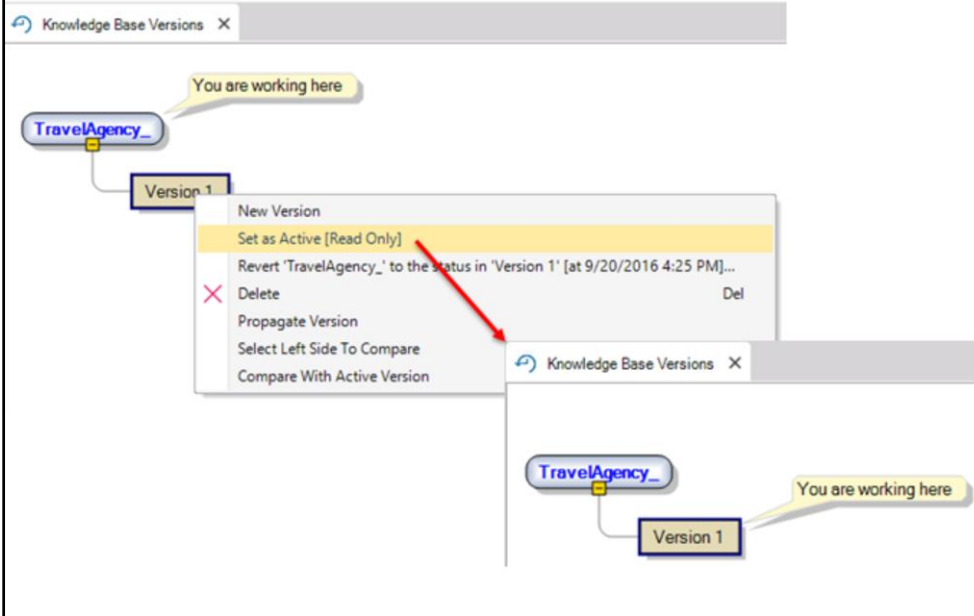 Knowledge Base Versions
You are working here
TravelAgency_
Version 1
New Version
Set as Active [Read Only]
Revert 'TravelAgency_' to the status in 'Version 1' [at 9/20/2016 4:25 PM]...
Delete Del
Propagate Version
Select Left Side To Compare
Compare With Active Version
Knowledge Base Versions
TravelAgency_
You are working here
Version 1